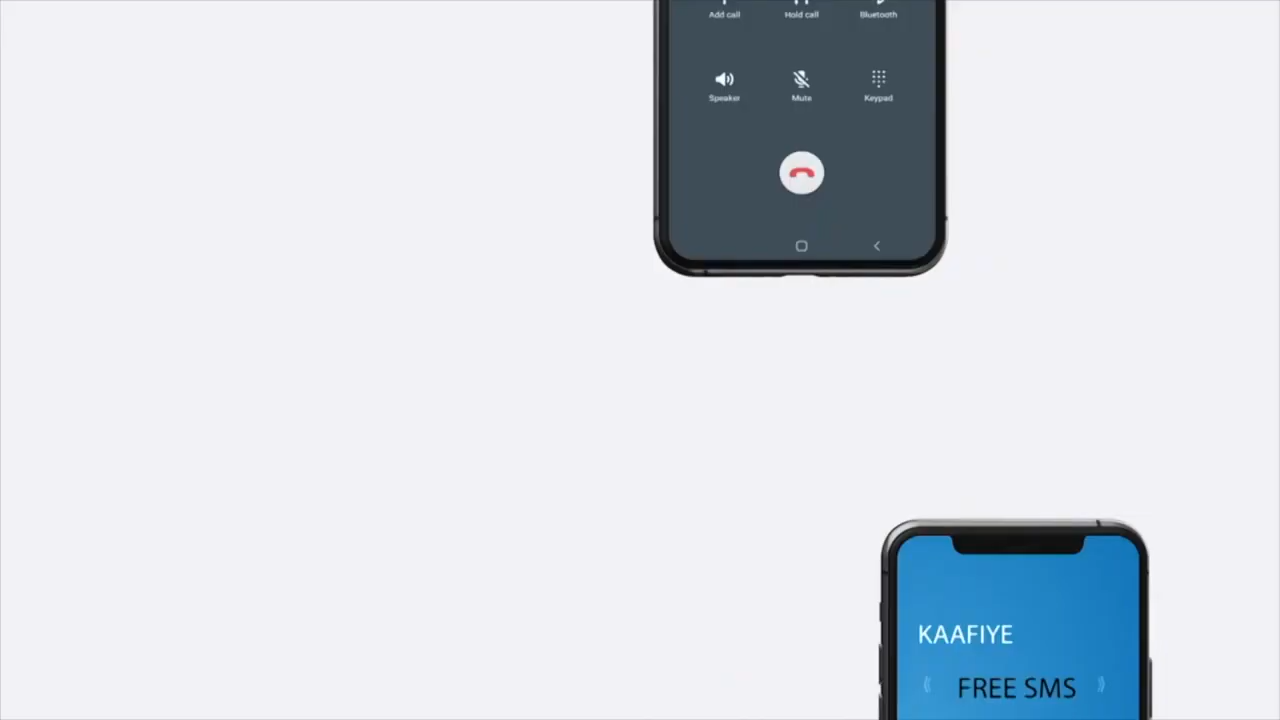 Add call Hold call Bluetooth
Speaker Mute Keypad
KAAFIYE
FREE SMS